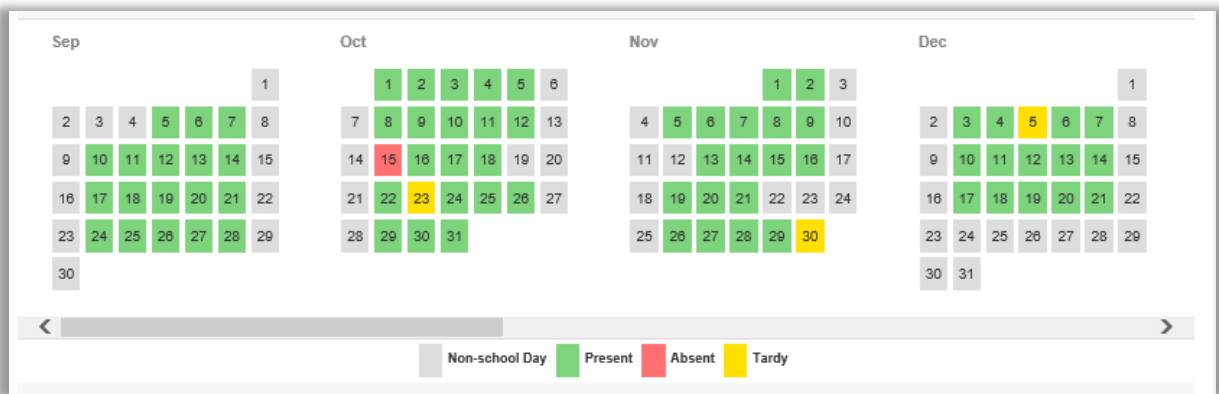 Sep Oct Nov Dec
1 1 2 3 4 5 6 1 2 3 1
2 3 4 5 6 7 8 7 8 9 10 11 12 13 4 5 6 7 8 9 10 2 3 4 5 6 7 8
9 10 11 12 13 14 15 14 15 16 17 18 19 20 11 12 13 14 15 16 17 9 10 11 12 13 14 15
16 17 18 19 20 21 22 21 22 23 24 25 26 27 18 19 20 21 22 23 24 16 17 18 19 20 21 22
23 24 25 26 27 28 29 28 29 30 31 25 26 27 28 29 30 23 24 25 26 27 28 29
30 30 31
Non-school Day Present Absent Tardy